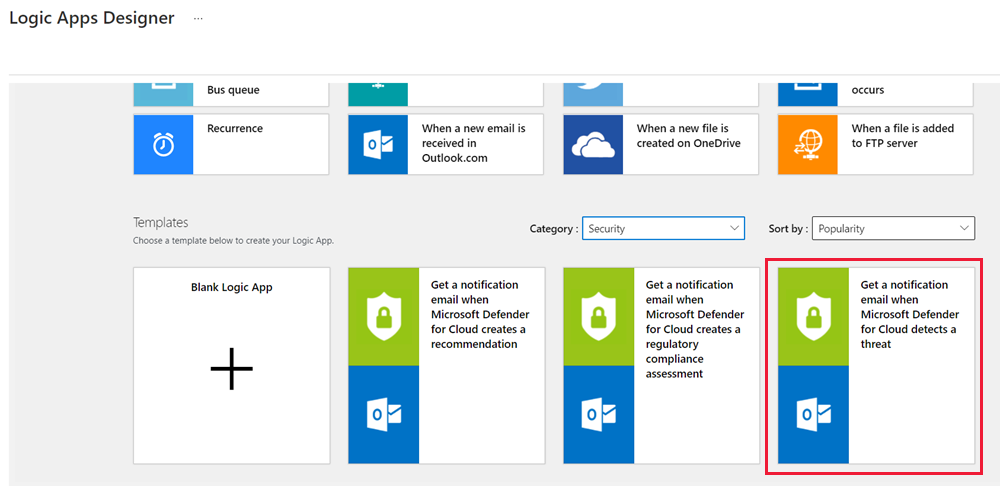 Logic Apps Designer ...
Bus queue
occurs
Recurrence
When a new email is
received in
Outlook.com
When a new file is
created on OneDrive
When a file is added
to FTP server
Templates
Choose a template below to create your Logic App.
Category : Security
Sort by : Popularity
Blank Logic App
Get a notification
email when
Microsoft Defender
for Cloud creates a
recommendation
Get a notification
email when
Microsoft Defender
for Cloud creates a
regulatory
compliance
assessment
Get a notification
email when
Microsoft Defender
for Cloud detects a
threat